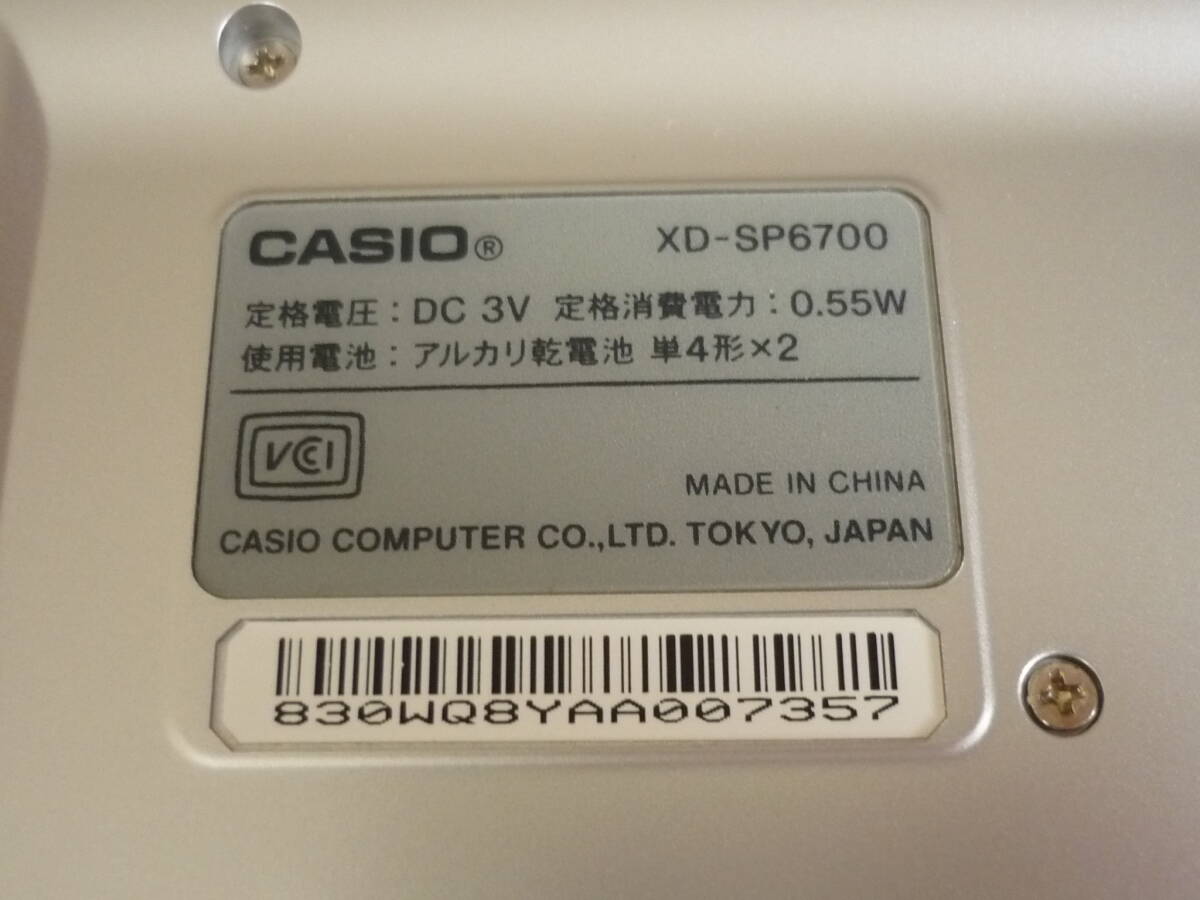 CASIO® XD-SP6700
定格電圧：DC 3V 定格消費電力：0.55W
使用電池：アルカリ乾電池 単4形×2
VCCI
MADE IN CHINA
CASIO COMPUTER CO.,LTD. TOKYO, JAPAN
830WQ8YAA007357